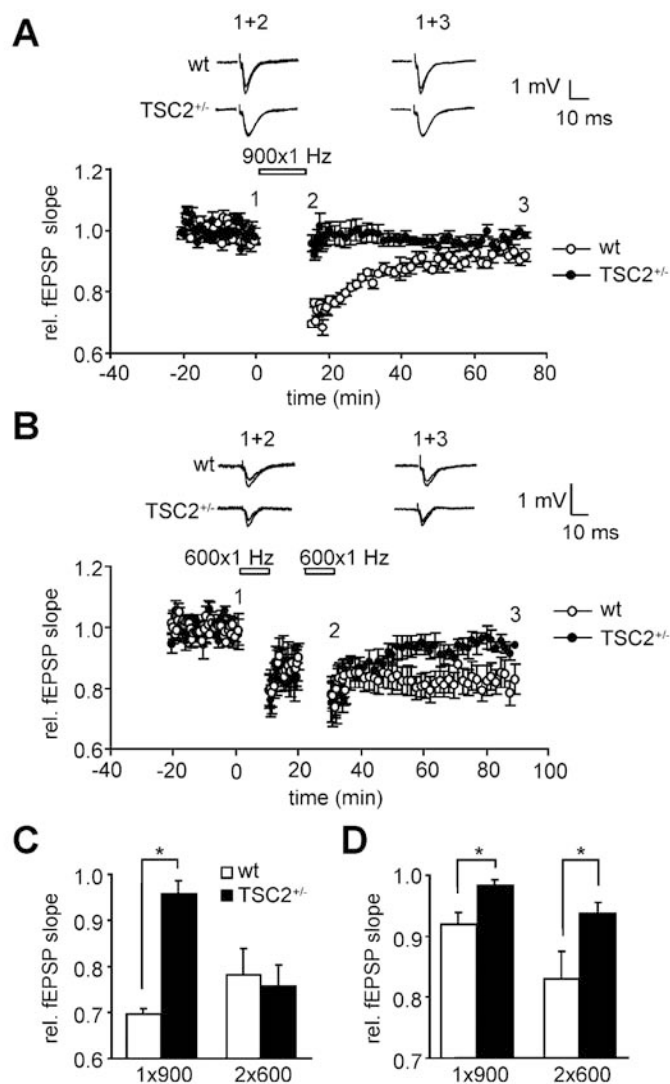 A
1+2 1+3
wt
TSC2+/-
1 mV
10 ms
900x1 Hz
1.2
1.0
0.8
0.6
rel. fEPSP slope
1
2
3
wt
TSC2+/-
-40 -20 0 20 40 60 80
time (min)
B
1+2 1+3
wt
TSC2+/-
1 mV
10 ms
600x1 Hz 600x1 Hz
1.2
1.0
0.8
0.6
rel. fEPSP slope
1
2
3
wt
TSC2+/-
-40 -20 0 20 40 60 80 100
time (min)
C
*
wt
TSC2+/-
1.0
0.9
0.8
0.7
0.6
rel. fEPSP slope
1x900 2x600
D
* *
1.0
0.9
0.8
0.7
rel. fEPSP slope
1x900 2x600